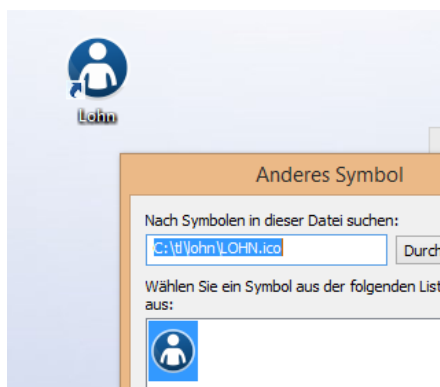 Lohn
Anderes Symbol
Nach Symbolen in dieser Datei suchen:
C:\tl\lohn\LOHN.ico
Durch
Wählen Sie ein Symbol aus der folgenden List
aus: